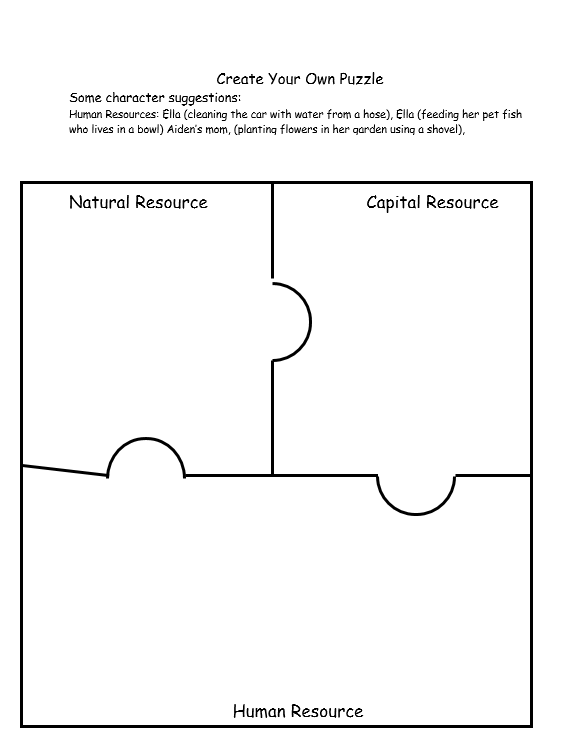 Create Your Own Puzzle
Some character suggestions:
Human Resources: Ella (cleaning the car with water from a hose), Ella (feeding her pet fish
who lives in a bowl) Aiden's mom, (planting flowers in her garden using a shovel),
Natural Resource
Capital Resource
Human Resource